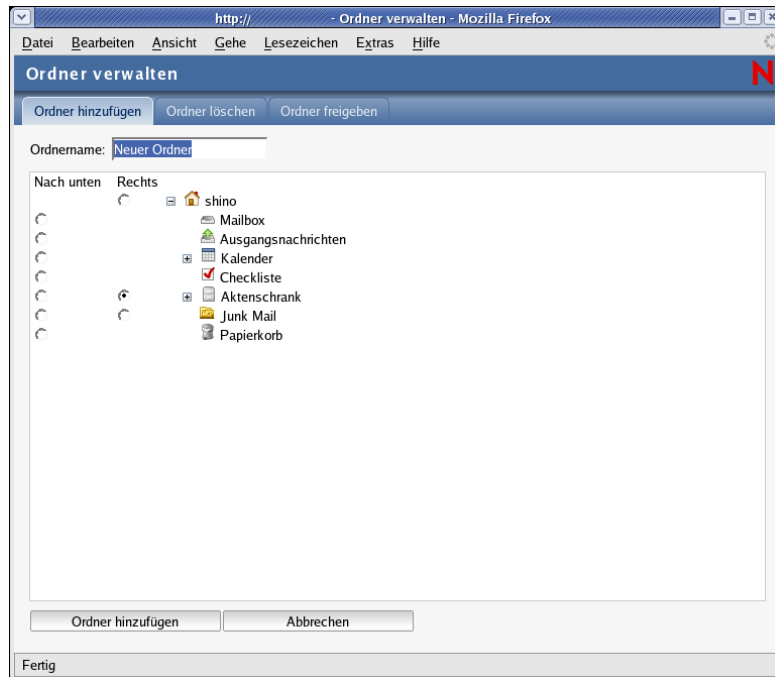 http:// - Ordner verwalten - Mozilla Firefox
Datei Bearbeiten Ansicht Gehe Lesezeichen Extras Hilfe
Ordner verwalten
N
Ordner hinzufügen Ordner löschen Ordner freigeben
Ordnername: Neuer Ordner
Nach unten Rechts
shino
Mailbox
Ausgangsnachrichten
Kalender
Checkliste
Aktenschrank
Junk Mail
Papierkorb
Ordner hinzufügen Abbrechen
Fertig